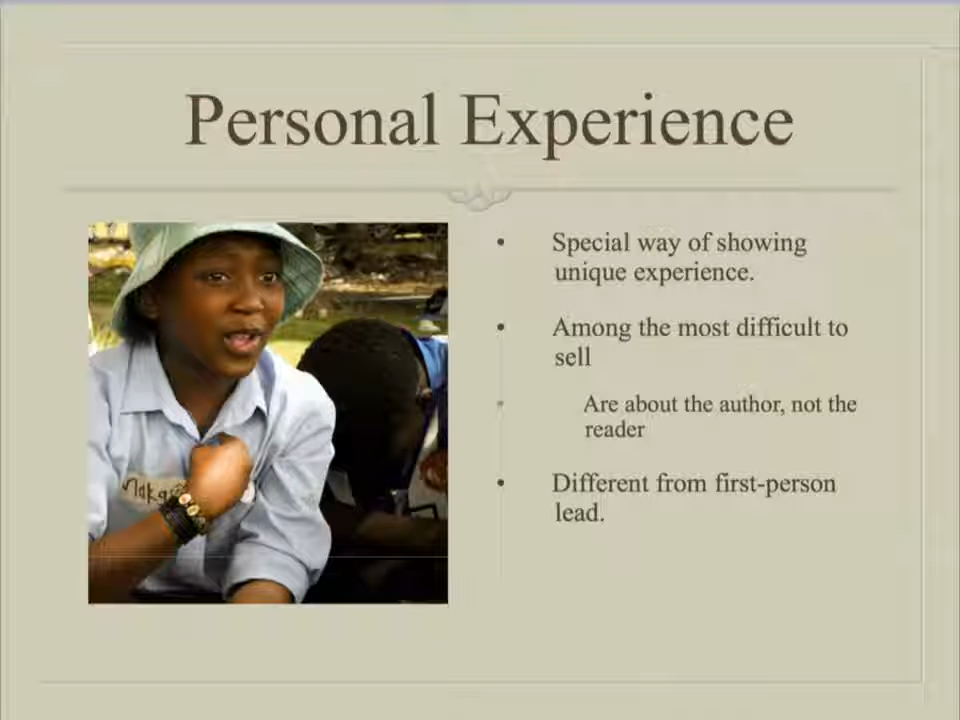 Personal Experience
• Special way of showing
unique experience.
• Among the most difficult to
sell
• Are about the author, not the
reader
• Different from first-person
lead.